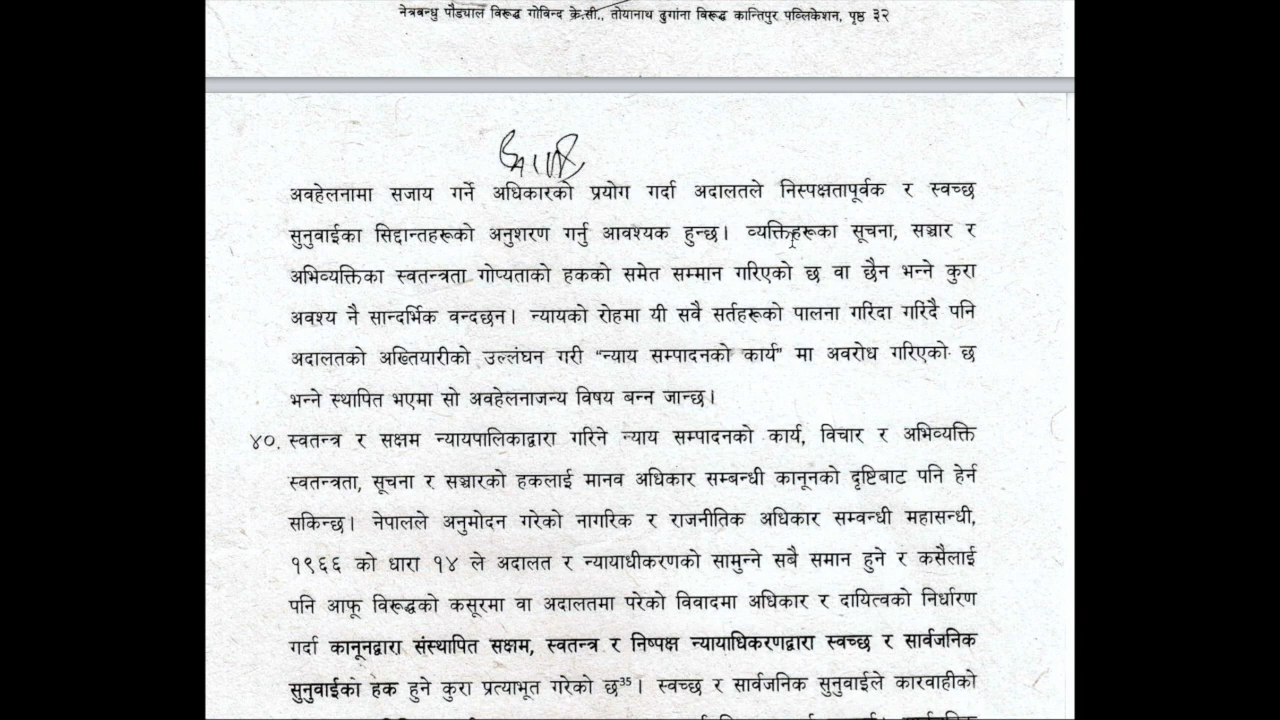 नेत्रबन्धु पौड्याल विरूद्ध गोविन्द के.सी., तोयानाथ ढुगांना विरूद्ध कान्तिपुर पब्लिकेशन, पृष्ठ ३२
अवहेलनामा सजाय गर्ने अधिकारको प्रयोग गर्दा अदालतले निस्पक्षतापूर्वक र स्वच्छ
सुनुवाईका सिद्दान्तहरूको अनुशरण गर्नु आवश्यक हुन्छ। व्यक्तिहरूका सूचना, सञ्चार र
अभिव्यक्तिका स्वतन्त्रता गोप्यताको हकको समेत सम्मान गरिएको छ वा छैन भन्ने कुरा
अवश्य नै सान्दर्भिक वन्दछन। न्यायको रोहमा यी सवै सर्तहरूको पालना गरिंदा गरिंदै पनि
अदालतको अख्तियारीको उल्लंघन गरी "न्याय सम्पादनको कार्य" मा अवरोध गरिएको छ
भन्ने स्थापित भएमा सो अवहेलनाजन्य विषय बन्न जान्छ।
४०. स्वतन्त्र र सक्षम न्यायपालिकाद्वारा गरिने न्याय सम्पादनको कार्य, विचार र अभिव्यक्ति
स्वतन्त्रता, सूचना र सञ्चारको हकलाई मानव अधिकार सम्बन्धी कानूनको दृष्टिबाट पनि हेर्न
सकिन्छ। नेपालले अनुमोदन गरेको नागरिक र राजनीतिक अधिकार सम्वन्धी महासन्धी,
१९६६ को धारा १४ ले अदालत र न्यायाधीकरणको सामुन्ने सबै समान हुने र कसैलाई
पनि आफू विरूद्धको कसूरमा वा अदालतमा परेको विवादमा अधिकार र दायित्वको निर्धारण
गर्दा कानूनद्वारा संस्थापित सक्षम, स्वतन्त्र र निष्पक्ष न्यायाधिकरणद्वारा स्वच्छ र सार्वजनिक
सुनुवाईको हक हुने कुरा प्रत्याभूत गरेको छ³⁵। स्वच्छ र सार्वजनिक सुनुवाईले कारवाहीको